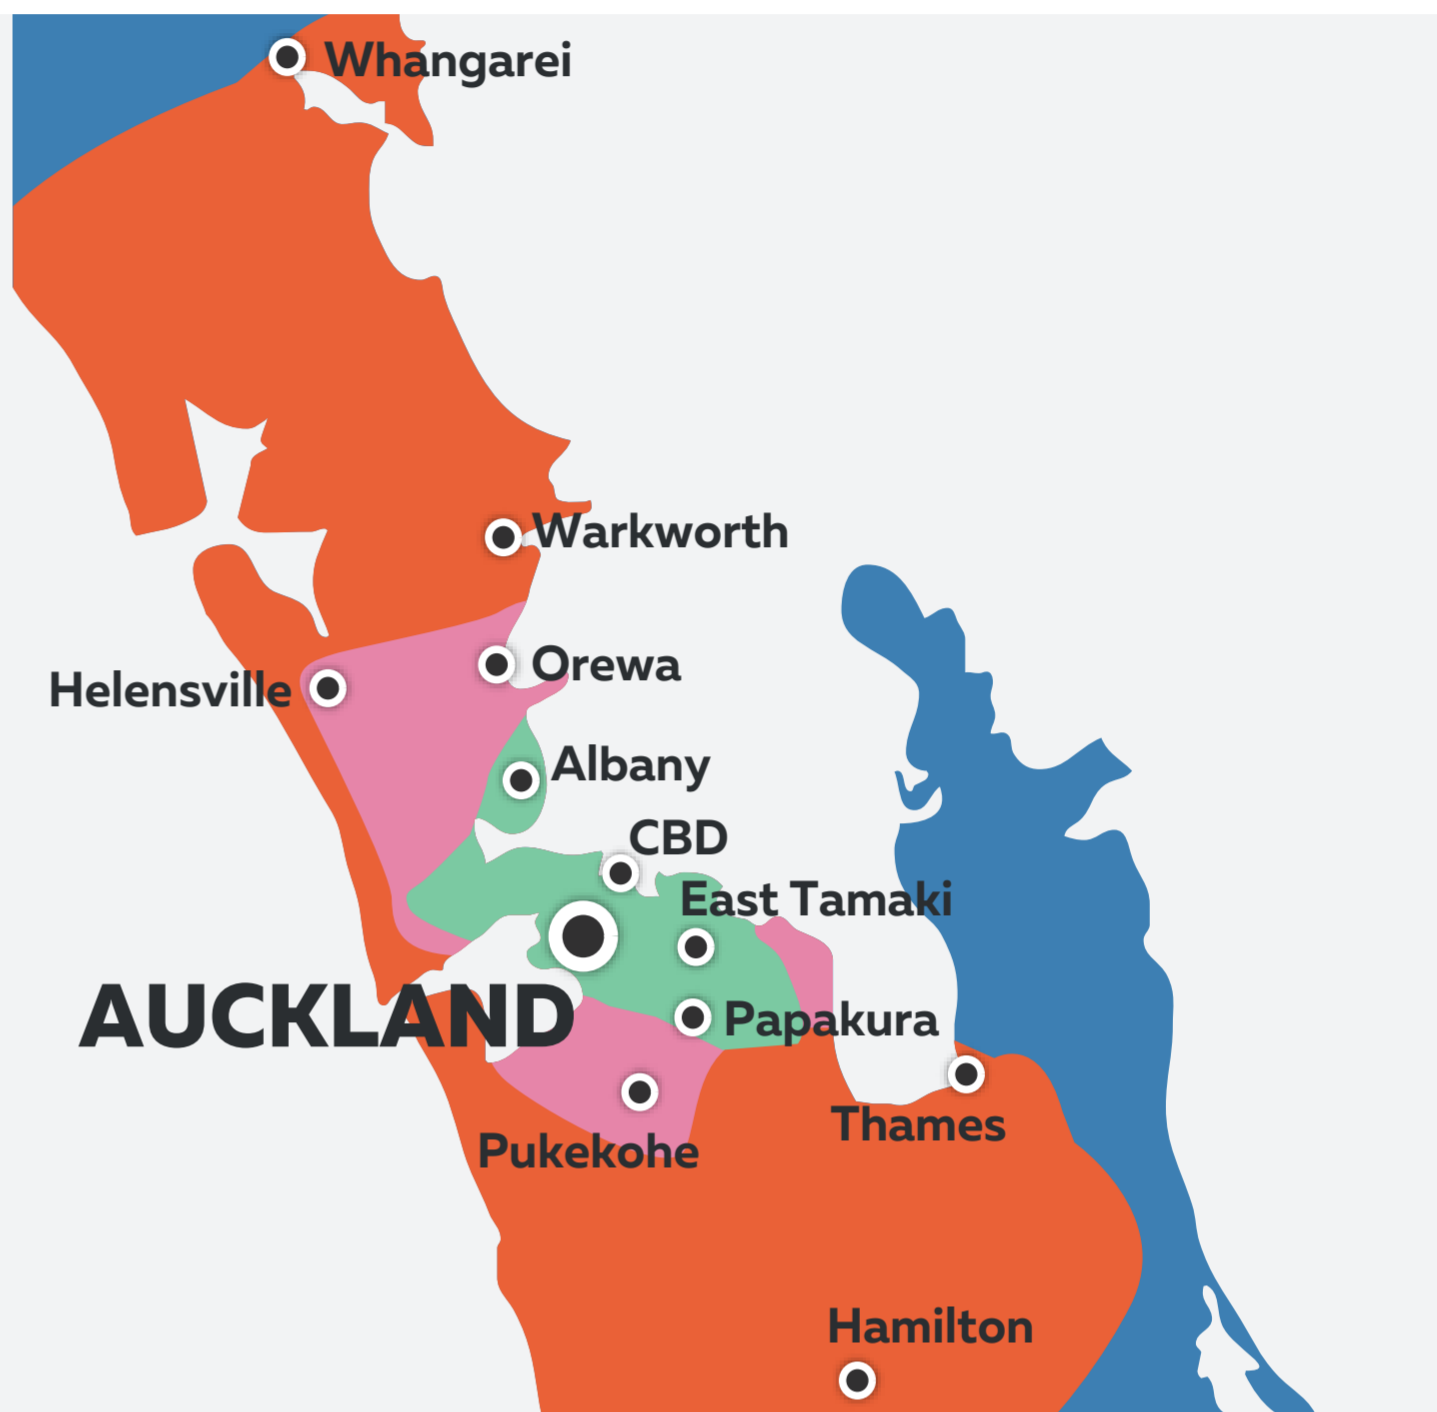 Whangarei
Warkworth
Orewa
Helensville
Albany
CBD
East Tamaki
AUCKLAND
Papakura
Thames
Pukekohe
Hamilton